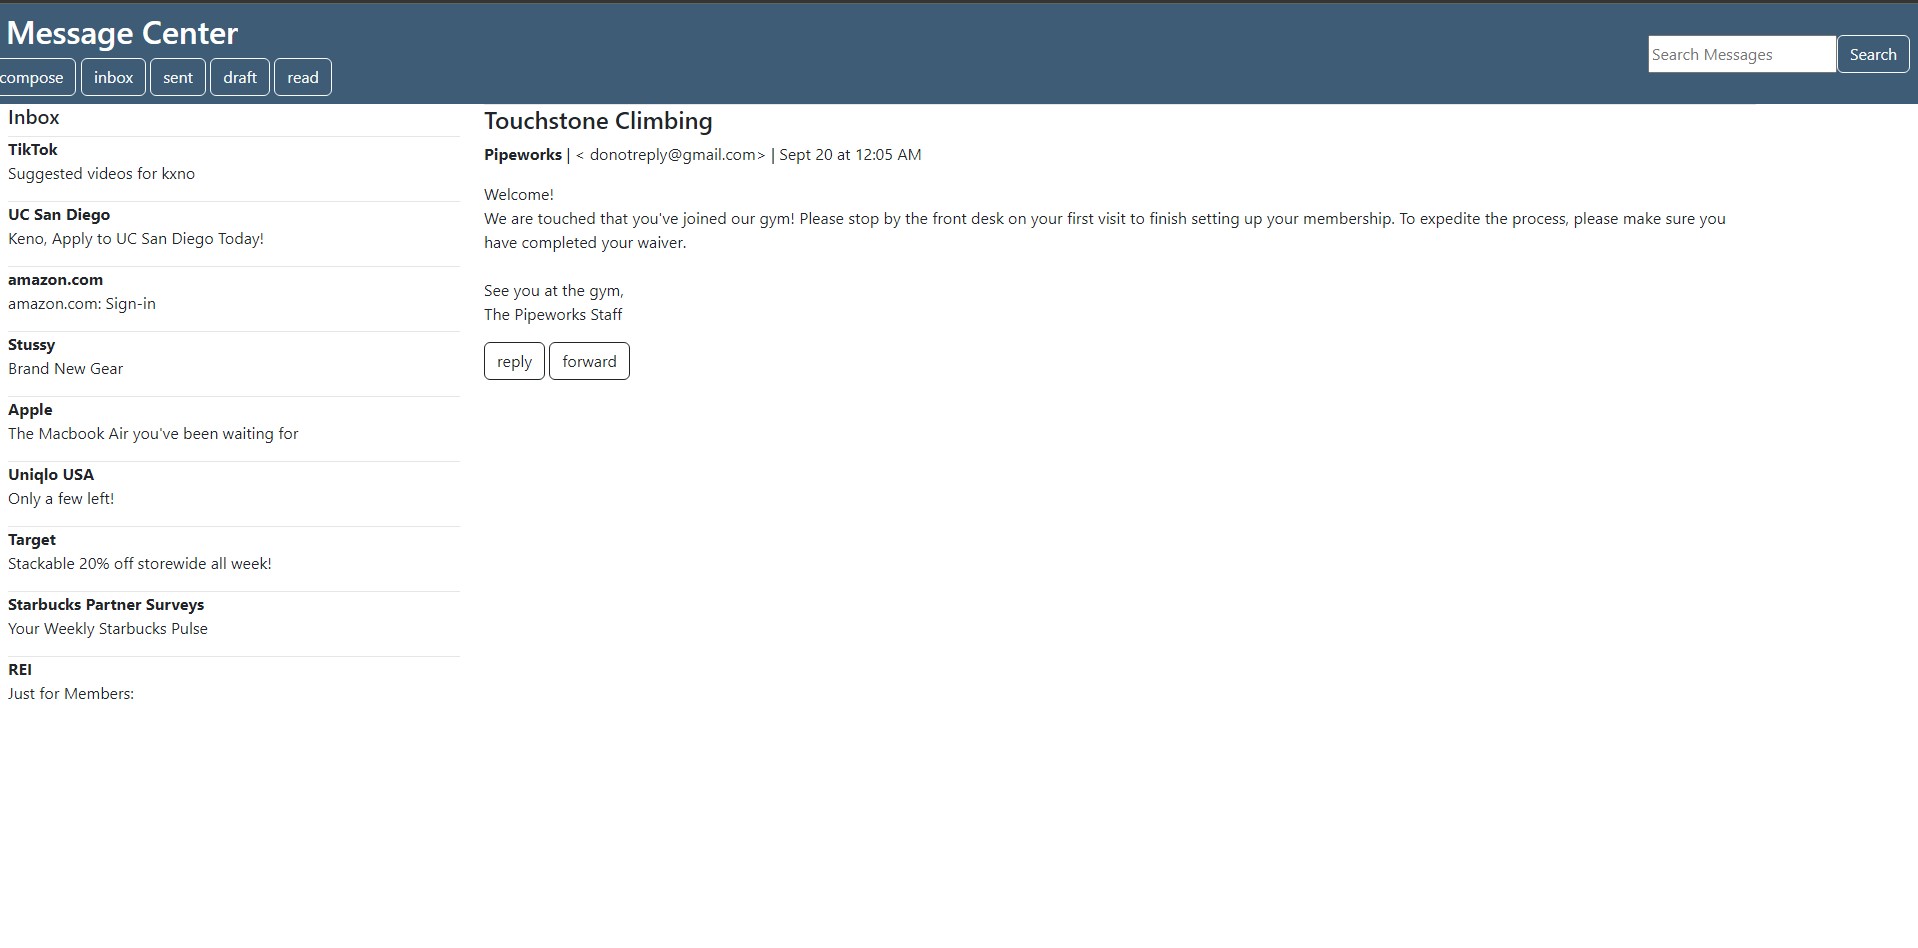 Message Center
compose inbox sent draft read
Search Messages Search
Inbox
TikTok
Suggested videos for kxno
UC San Diego
Keno, Apply to UC San Diego Today!
amazon.com
amazon.com: Sign-in
Stussy
Brand New Gear
Apple
The Macbook Air you've been waiting for
Uniqlo USA
Only a few left!
Target
Stackable 20% off storewide all week!
Starbucks Partner Surveys
Your Weekly Starbucks Pulse
REI
Just for Members:
Touchstone Climbing
Pipeworks | < donotreply@gmail.com> | Sept 20 at 12:05 AM
Welcome!
We are touched that you've joined our gym! Please stop by the front desk on your first visit to finish setting up your membership. To expedite the process, please make sure you
have completed your waiver.
See you at the gym,
The Pipeworks Staff
reply forward